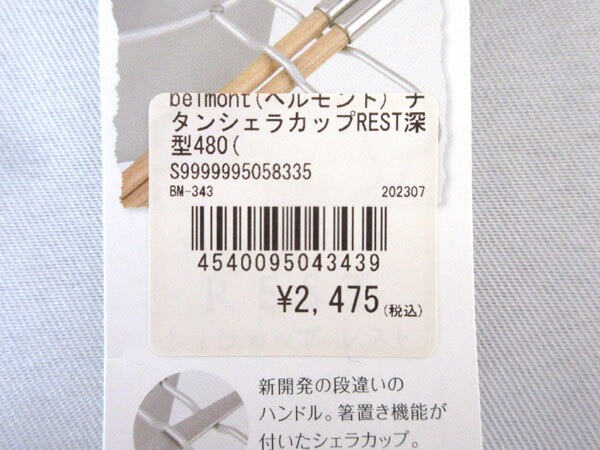 belmont(ベルモント) チ
タンシェラカップREST深
型480(
S9999995058335
BM-343 202307
4540095043439
¥2,475(税込)
新開発の段違いの
ハンドル。箸置き機能が
付いたシェラカップ。